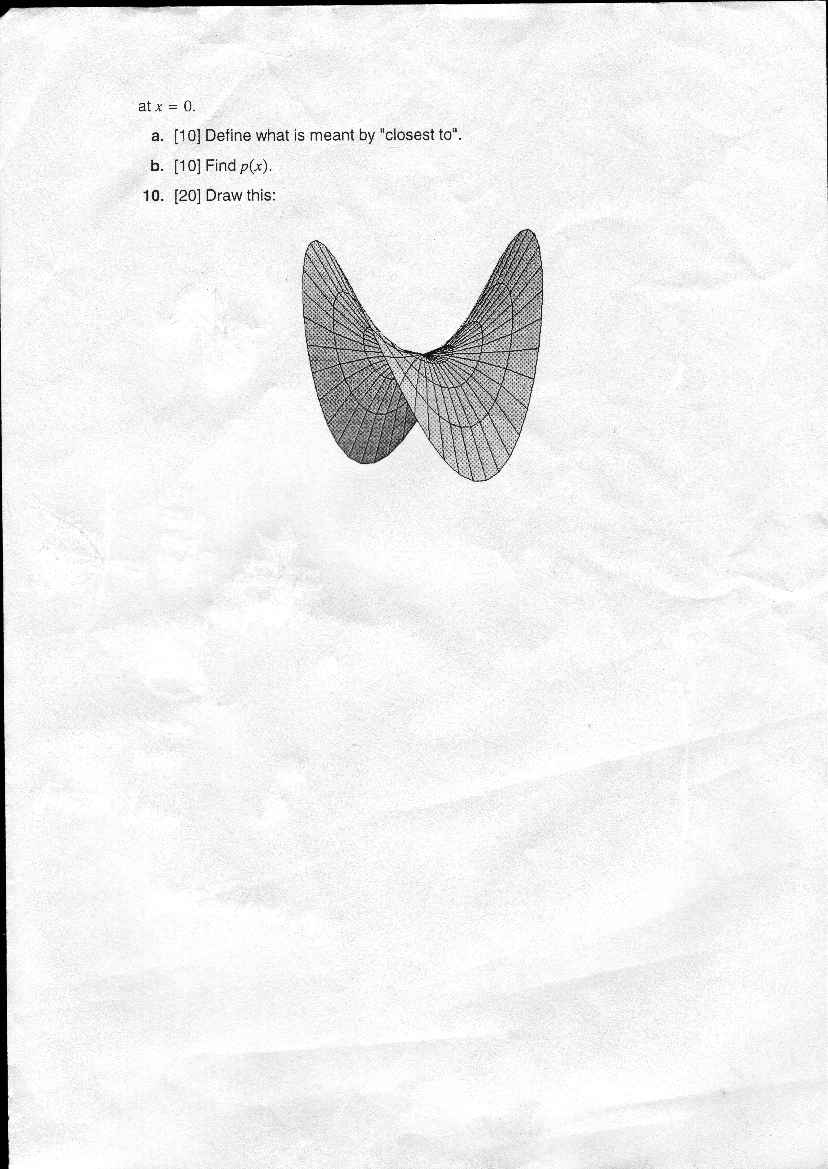 at x = 0.
a. [10] Define what is meant by "closest to".
b. [10] Find p(x).
10. [20] Draw this: